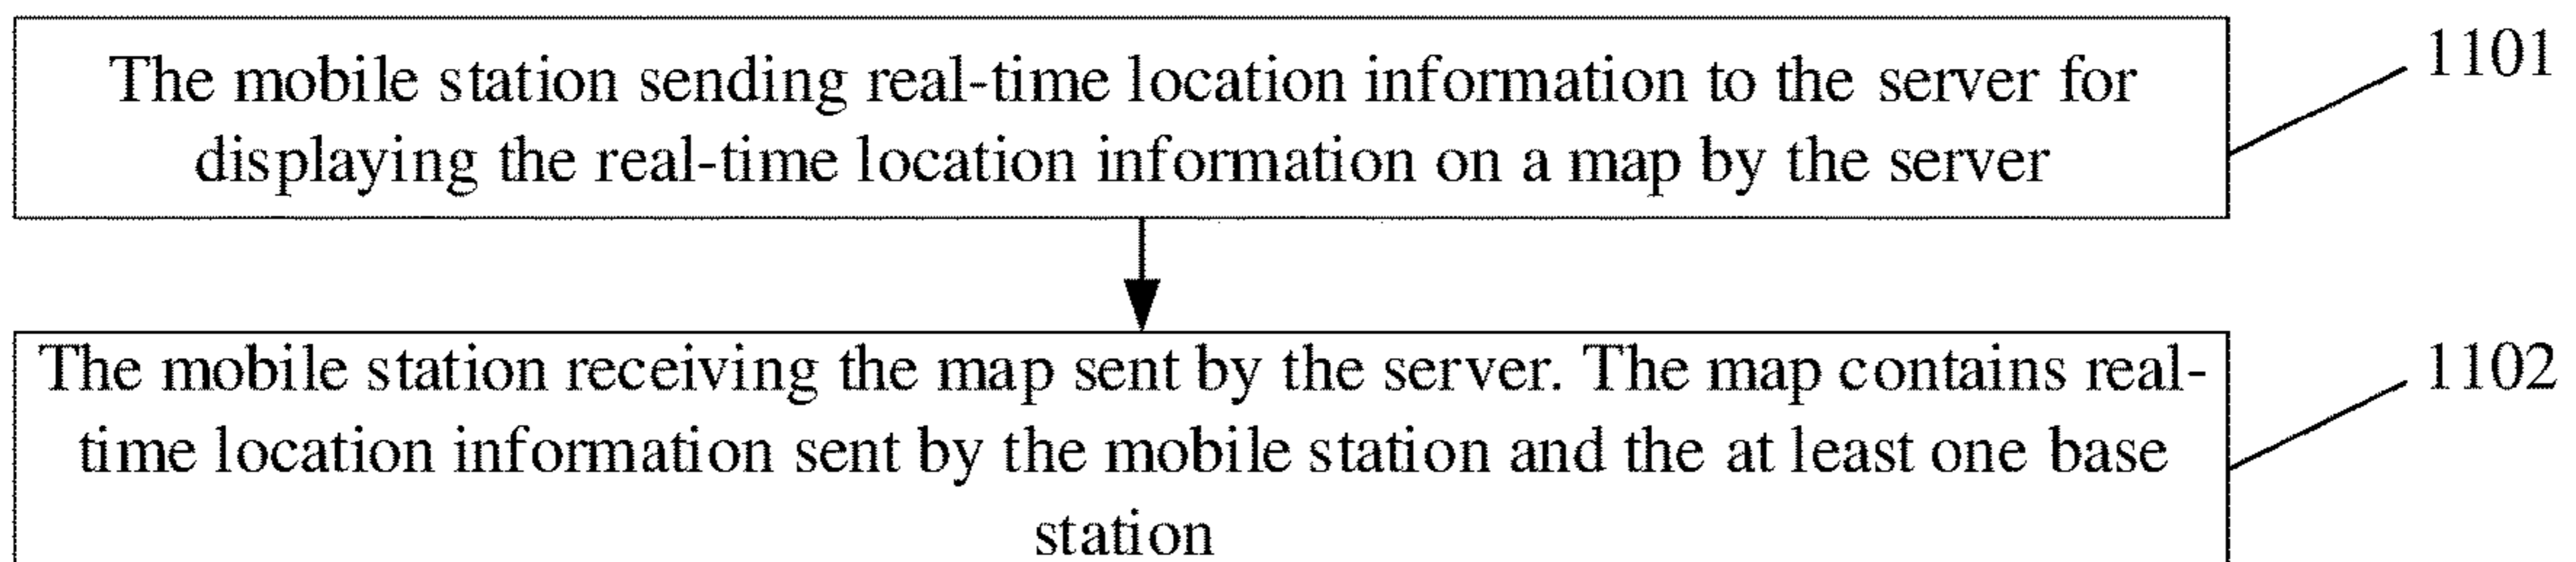 The mobile station sending real-time location information to the server for
displaying the real-time location information on a map by the server
1101
The mobile station receiving the map sent by the server. The map contains real-
time location information sent by the mobile station and the at least one base
station
1102